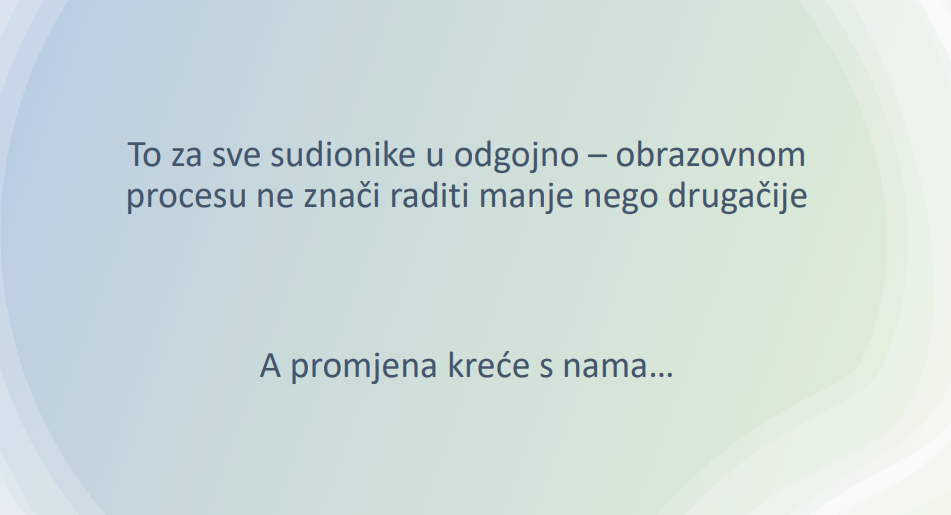 To za sve sudionike u odgojno – obrazovnom
procesu ne znači raditi manje nego drugačije
A promjena kreće s nama...